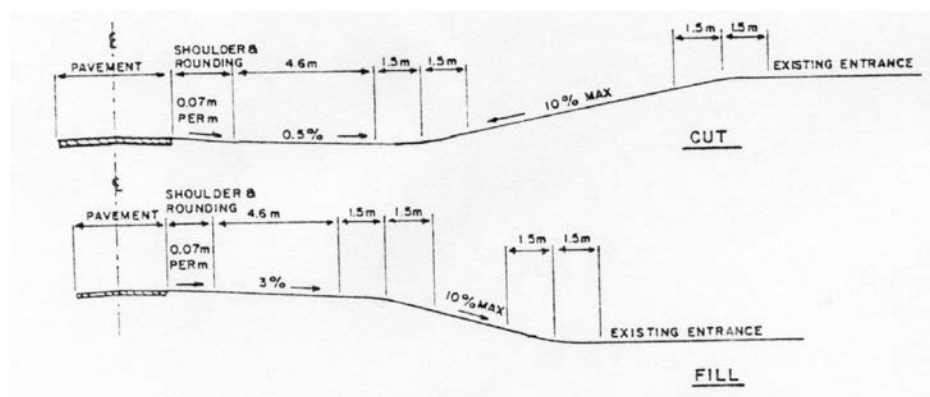 ℄
SHOULDER &
ROUNDING
PAVEMENT
4.6m
1.5m
1.5m
1.5m
1.5m
EXISTING ENTRANCE
0.07m
PER m
0.5%
10% MAX
CUT
℄
SHOULDER &
ROUNDING
PAVEMENT
4.6m
1.5m
1.5m
1.5m
1.5m
0.07m
PER m
3%
10% MAX
EXISTING ENTRANCE
FILL